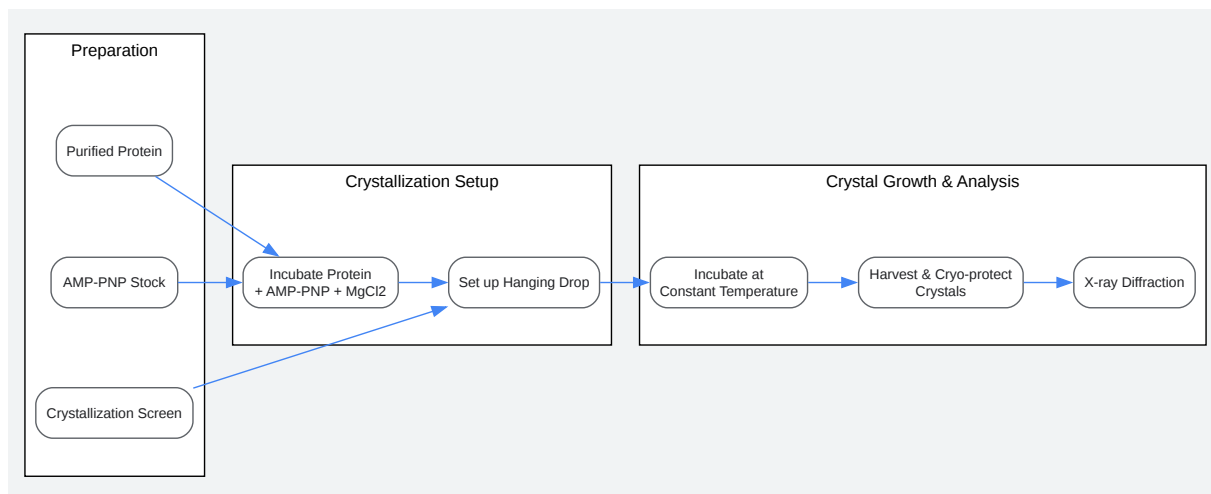 Preparation
Purified Protein
AMP-PNP Stock
Crystallization Screen
Crystallization Setup
Incubate Protein
+ AMP-PNP + MgCl2
Set up Hanging Drop
Crystal Growth & Analysis
Incubate at
Constant Temperature
Harvest & Cryo-protect
Crystals
X-ray Diffraction